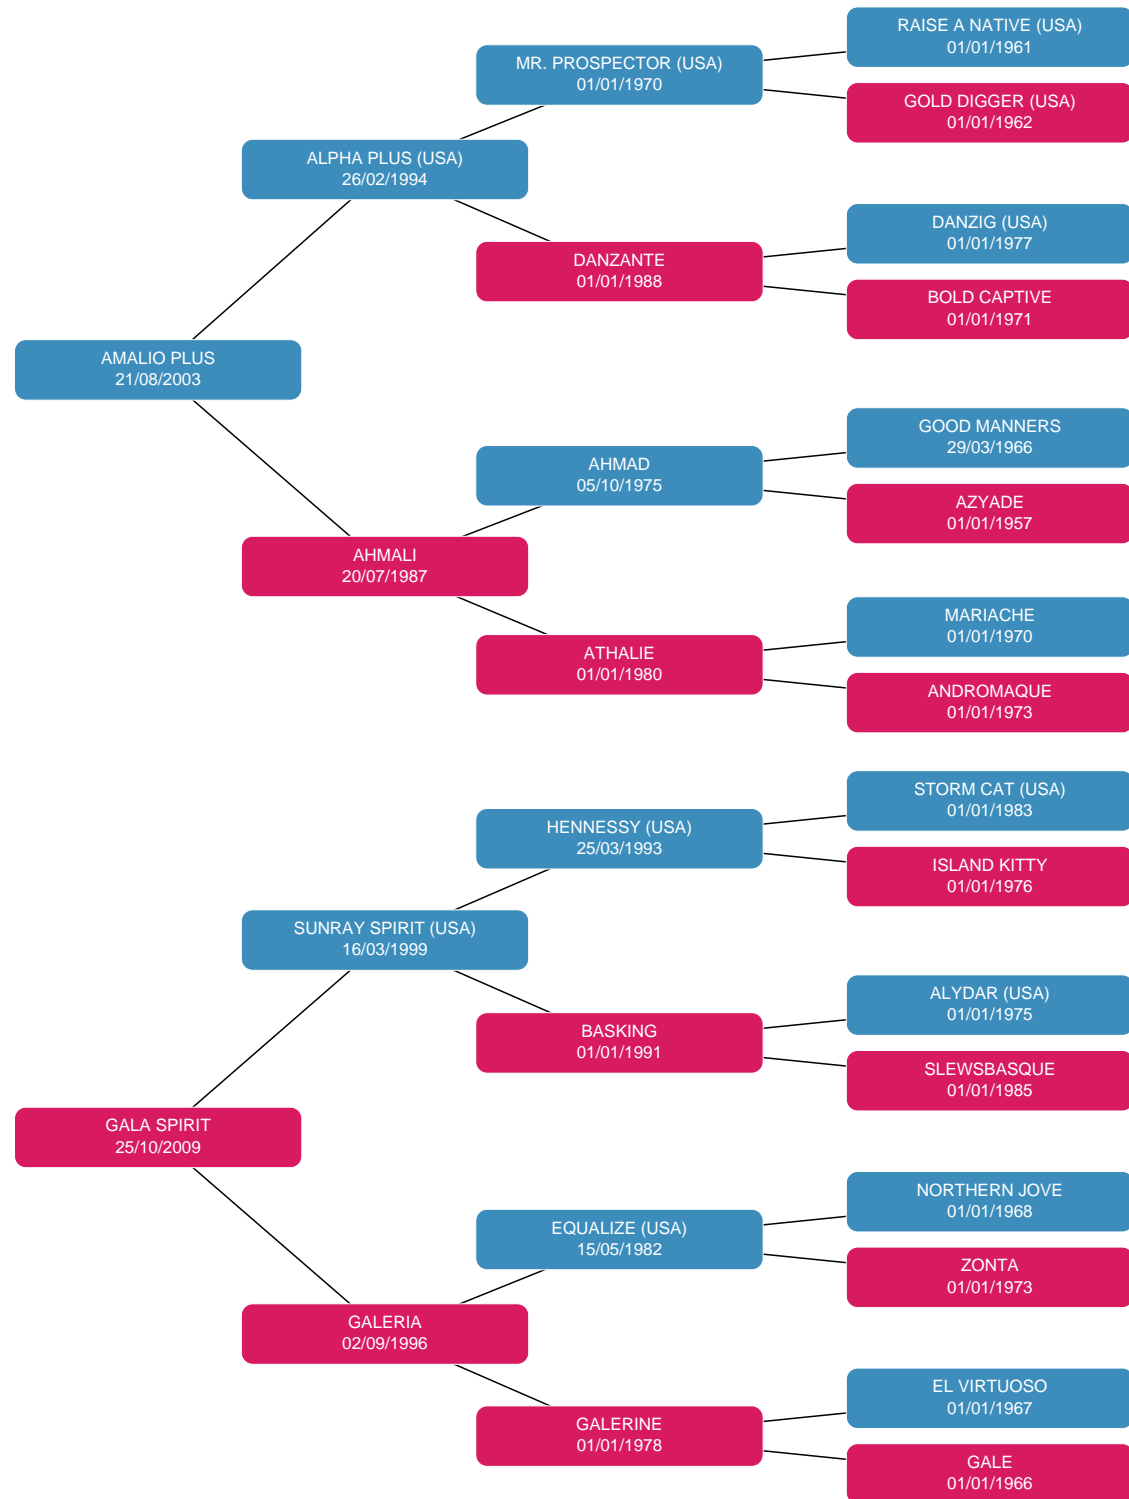 RAISE A NATIVE (USA)
01/01/1961
MR. PROSPECTOR (USA)
01/01/1970
GOLD DIGGER (USA)
01/01/1962
ALPHA PLUS (USA)
26/02/1994
DANZIG (USA)
01/01/1977
DANZANTE
01/01/1988
BOLD CAPTIVE
01/01/1971
AMALIO PLUS
21/08/2003
GOOD MANNERS
29/03/1966
AHMAD
05/10/1975
AZYADE
01/01/1957
AHMALI
20/07/1987
MARIACHE
01/01/1970
ATHALIE
01/01/1980
ANDROMAQUE
01/01/1973
STORM CAT (USA)
01/01/1983
HENNESSY (USA)
25/03/1993
ISLAND KITTY
01/01/1976
SUNRAY SPIRIT (USA)
16/03/1999
ALYDAR (USA)
01/01/1975
BASKING
01/01/1991
SLEWSBASQUE
01/01/1985
GALA SPIRIT
25/10/2009
NORTHERN JOVE
01/01/1968
EQUALIZE (USA)
15/05/1982
ZONTA
01/01/1973
GALERIA
02/09/1996
EL VIRTUOSO
01/01/1967
GALERINE
01/01/1978
GALE
01/01/1966